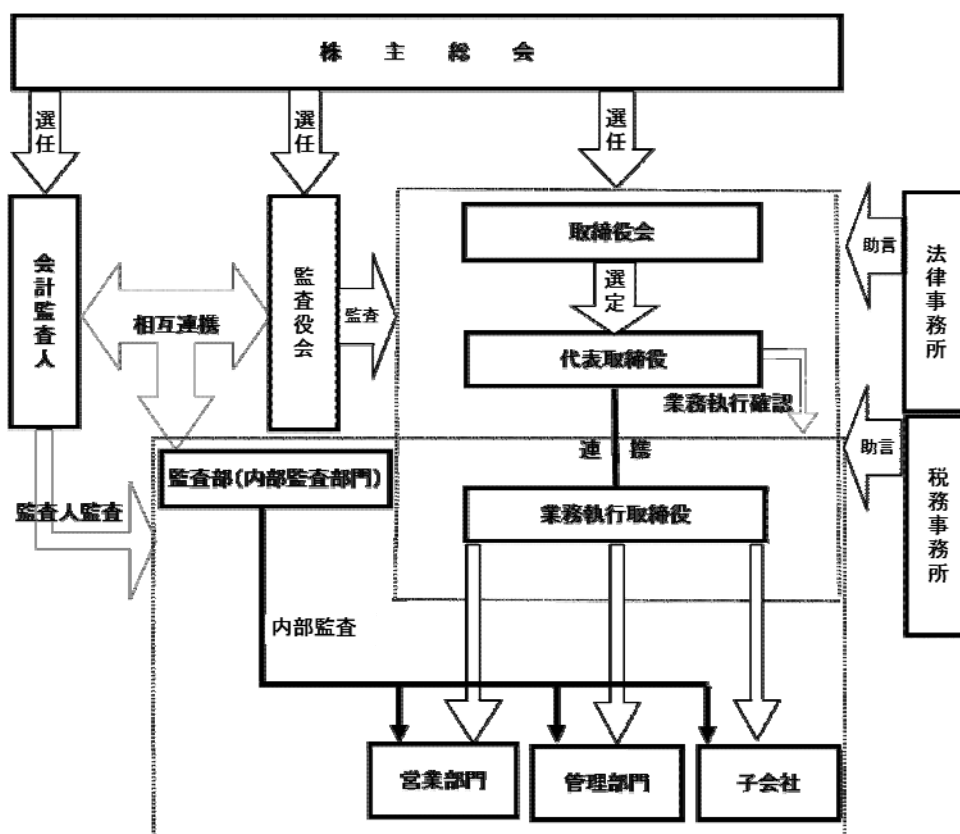 株主総会
選任
選任
選任
会計監査人
相互連携
監査役会
監査
取締役会
選定
代表取締役
業務執行確認
助言
法律事務所
連携
助言
税務事務所
監査部(内部監査部門)
監査人監査
業務執行取締役
内部監査
営業部門
管理部門
子会社